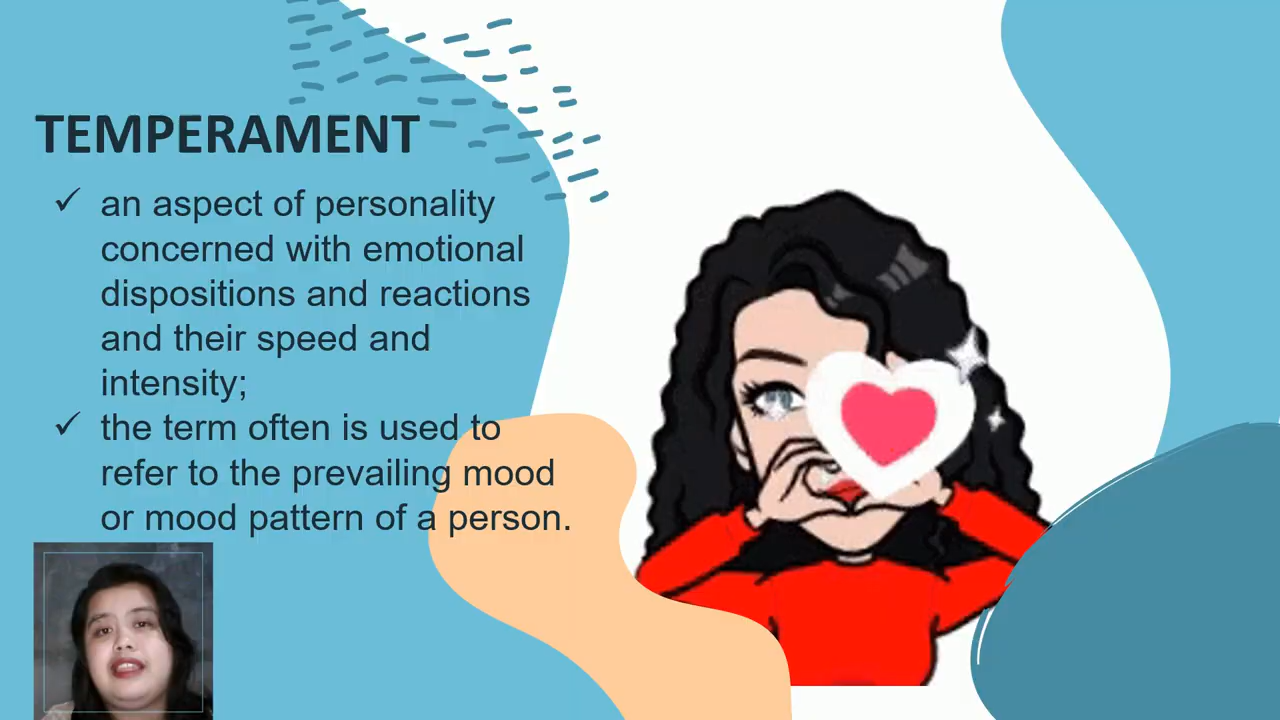 TEMPERAMENT
✓ an aspect of personality
concerned with emotional
dispositions and reactions
and their speed and
intensity;
✓ the term often is used to
refer to the prevailing mood
or mood pattern of a person.